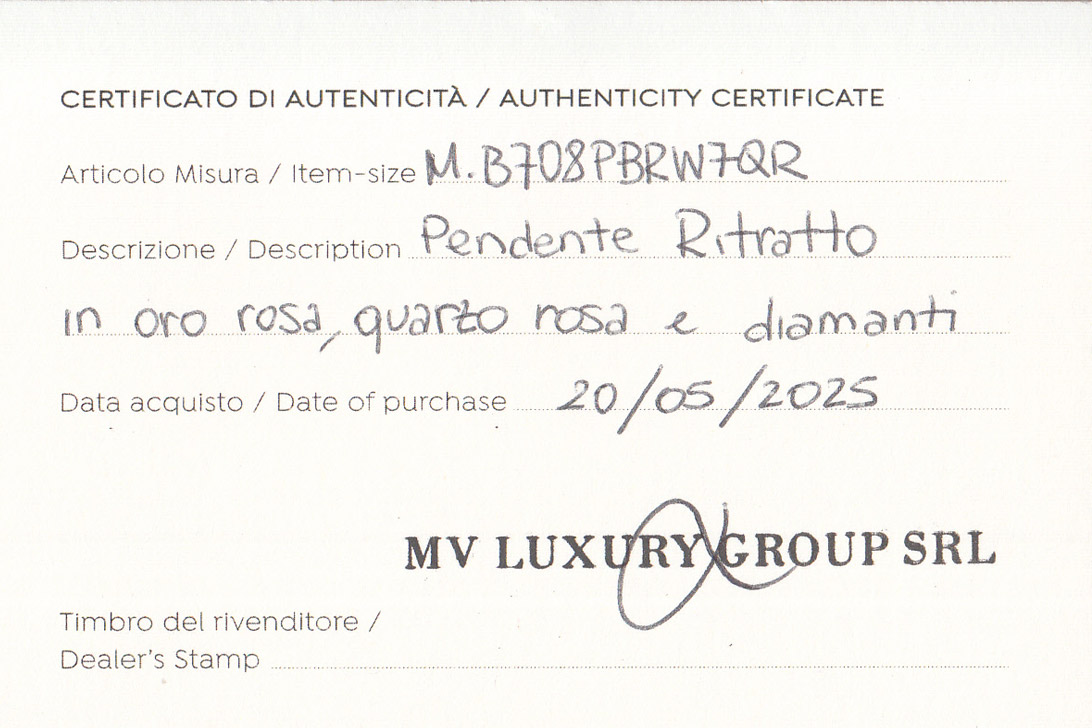 CERTIFICATO DI AUTENTICITÀ / AUTHENTICITY CERTIFICATE
Articolo Misura / Item-size M.B708PBRW7QR
Descrizione / Description Pendente Ritratto
in oro rosa, quarzo rosa e diamanti
Data acquisto / Date of purchase 20/05/2025
MV LUXURY GROUP SRL
Timbro del rivenditore /
Dealer's Stamp